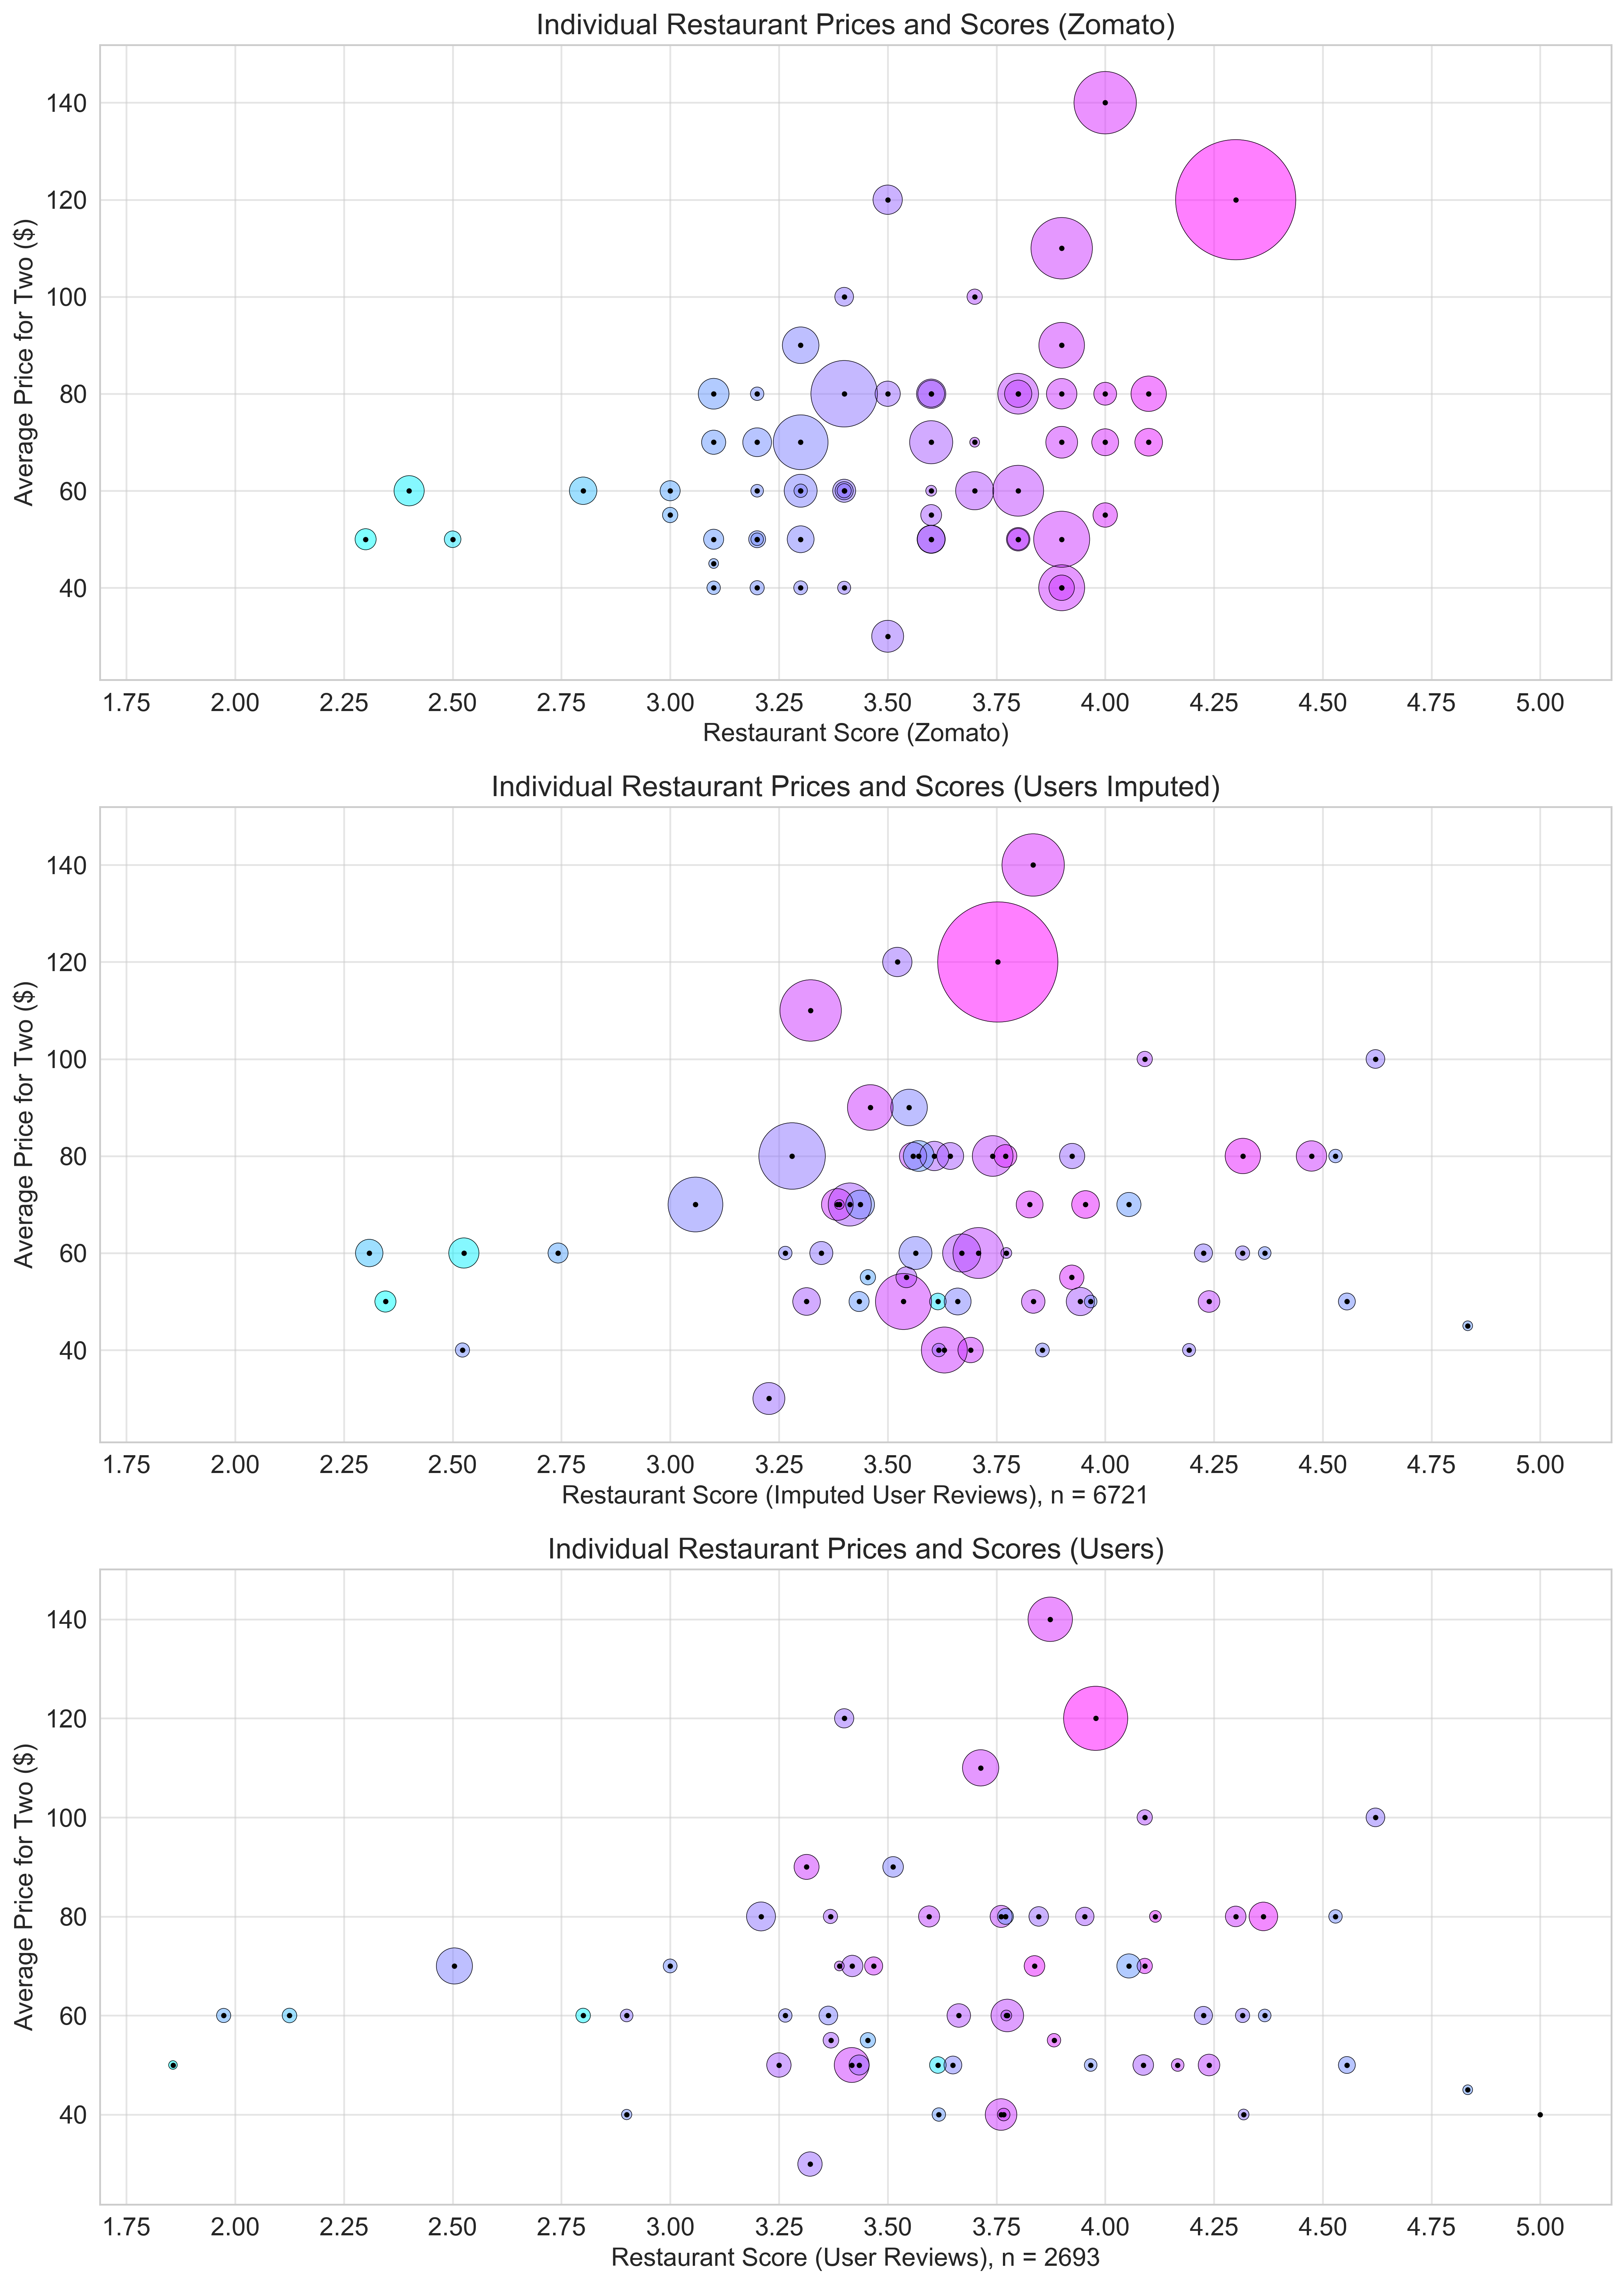 Individual Restaurant Prices and Scores (Zomato)
Average Price for Two ($)
140
120
100
80
60
40
1.75 2.00 2.25 2.50 2.75 3.00 3.25 3.50 3.75 4.00 4.25 4.50 4.75 5.00
Restaurant Score (Zomato)
Individual Restaurant Prices and Scores (Users Imputed)
Average Price for Two ($)
140
120
100
80
60
40
1.75 2.00 2.25 2.50 2.75 3.00 3.25 3.50 3.75 4.00 4.25 4.50 4.75 5.00
Restaurant Score (Imputed User Reviews), n = 6721
Individual Restaurant Prices and Scores (Users)
Average Price for Two ($)
140
120
100
80
60
40
1.75 2.00 2.25 2.50 2.75 3.00 3.25 3.50 3.75 4.00 4.25 4.50 4.75 5.00
Restaurant Score (User Reviews), n = 2693